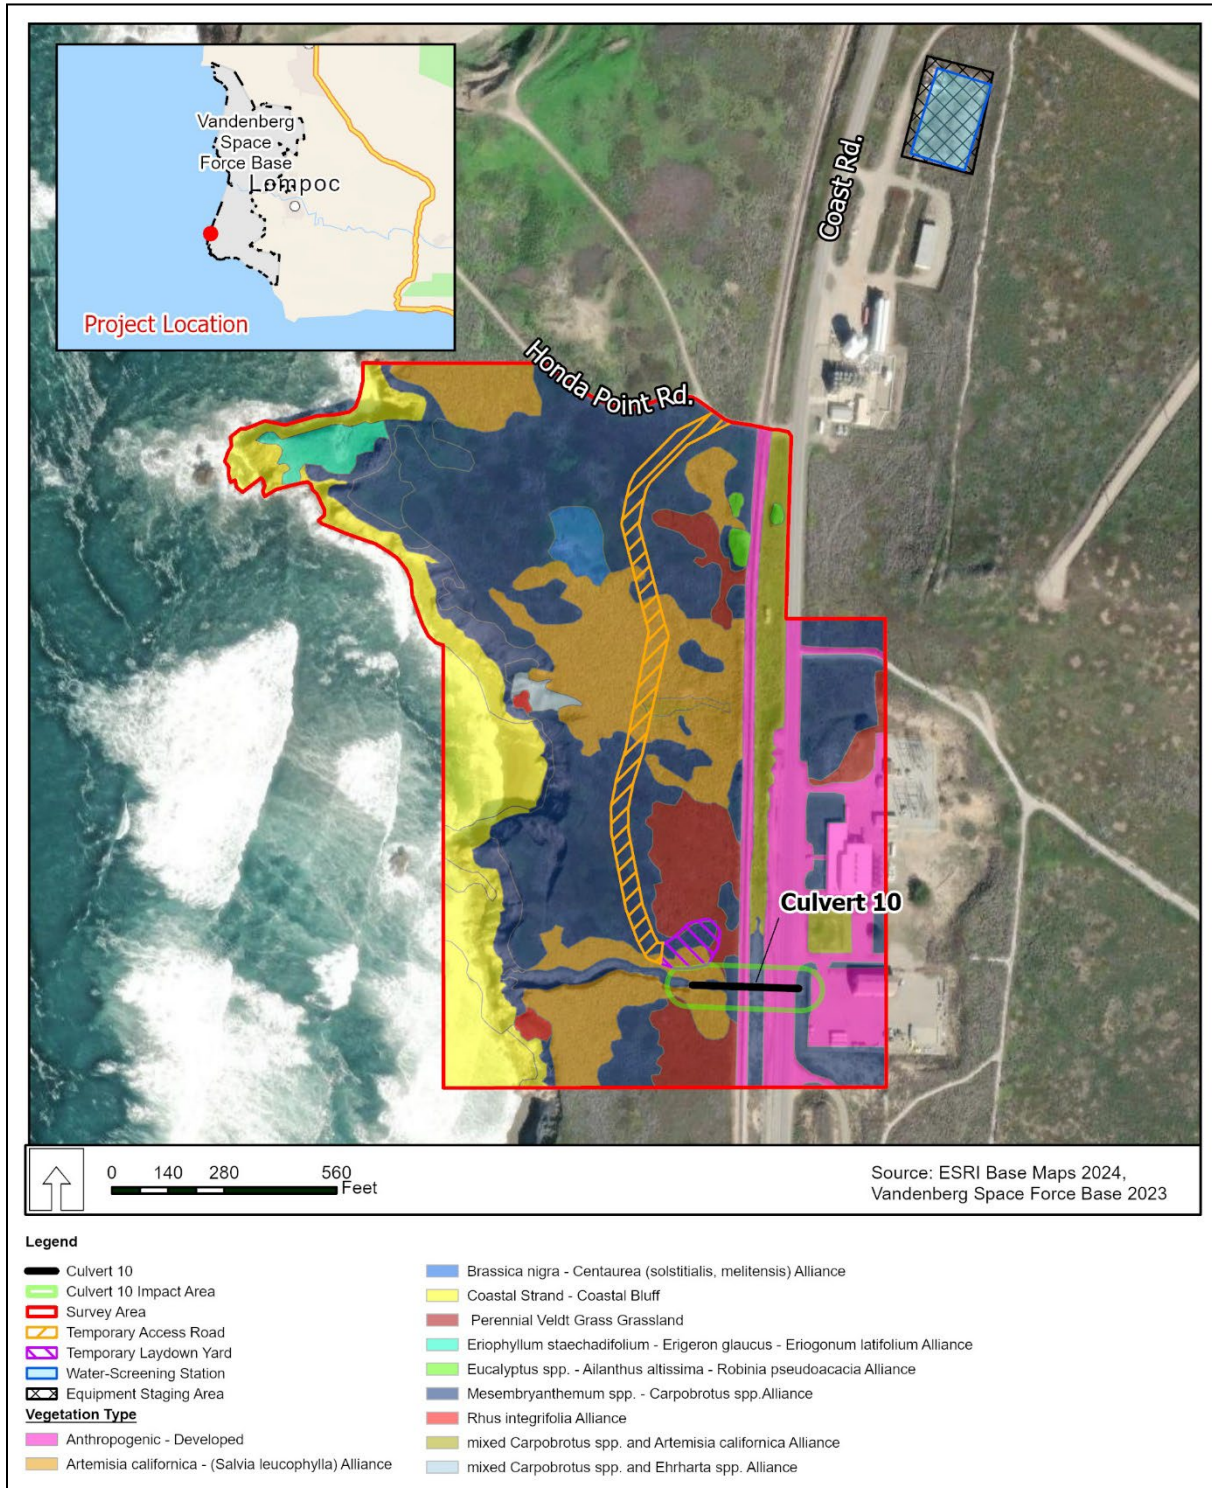 Vandenberg
Space
Force Base
Lompoc
Project Location
Coast Rd.
Honda Point Rd.
Culvert 10
0 140 280 560
Feet
Source: ESRI Base Maps 2024,
Vandenberg Space Force Base 2023
Legend
Culvert 10
Culvert 10 Impact Area
Survey Area
Temporary Access Road
Temporary Laydown Yard
Water-Screening Station
Equipment Staging Area
Vegetation Type
Anthropogenic - Developed
Artemisia californica - (Salvia leucophylla) Alliance
Brassica nigra - Centaurea (solstitialis, melitensis) Alliance
Coastal Strand - Coastal Bluff
Perennial Veldt Grass Grassland
Eriophyllum staechadifolium - Erigeron glaucus - Eriogonum latifolium Alliance
Eucalyptus spp. - Ailanthus altissima - Robinia pseudoacacia Alliance
Mesembryanthemum spp. - Carpobrotus spp.Alliance
Rhus integrifolia Alliance
mixed Carpobrotus spp. and Artemisia californica Alliance
mixed Carpobrotus spp. and Ehrharta spp. Alliance